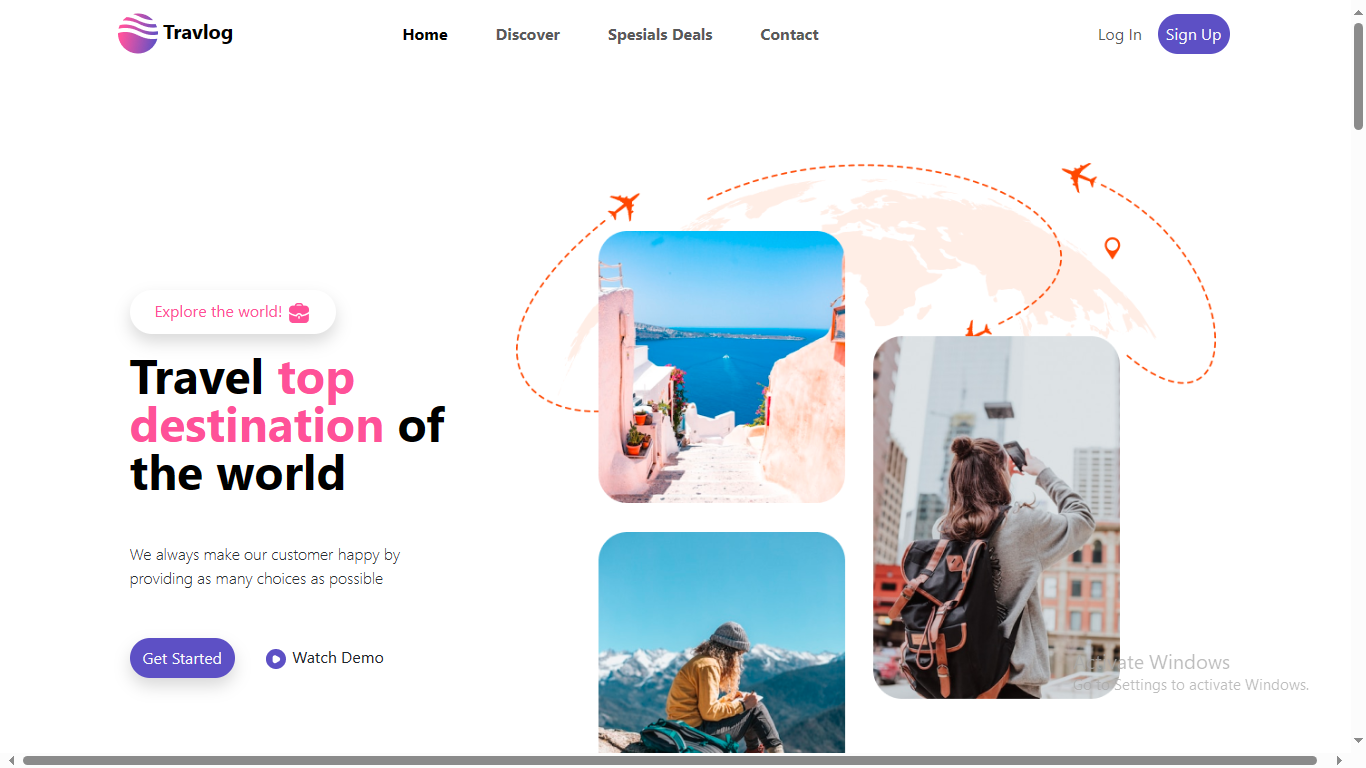 Travlog
Home
Discover
Spesials Deals
Contact
Log In
Sign Up
Explore the world!
Travel top
destination of
the world
We always make our customer happy by
providing as many choices as possible
Get Started
Watch Demo
Activate Windows
Go to Settings to activate Windows.